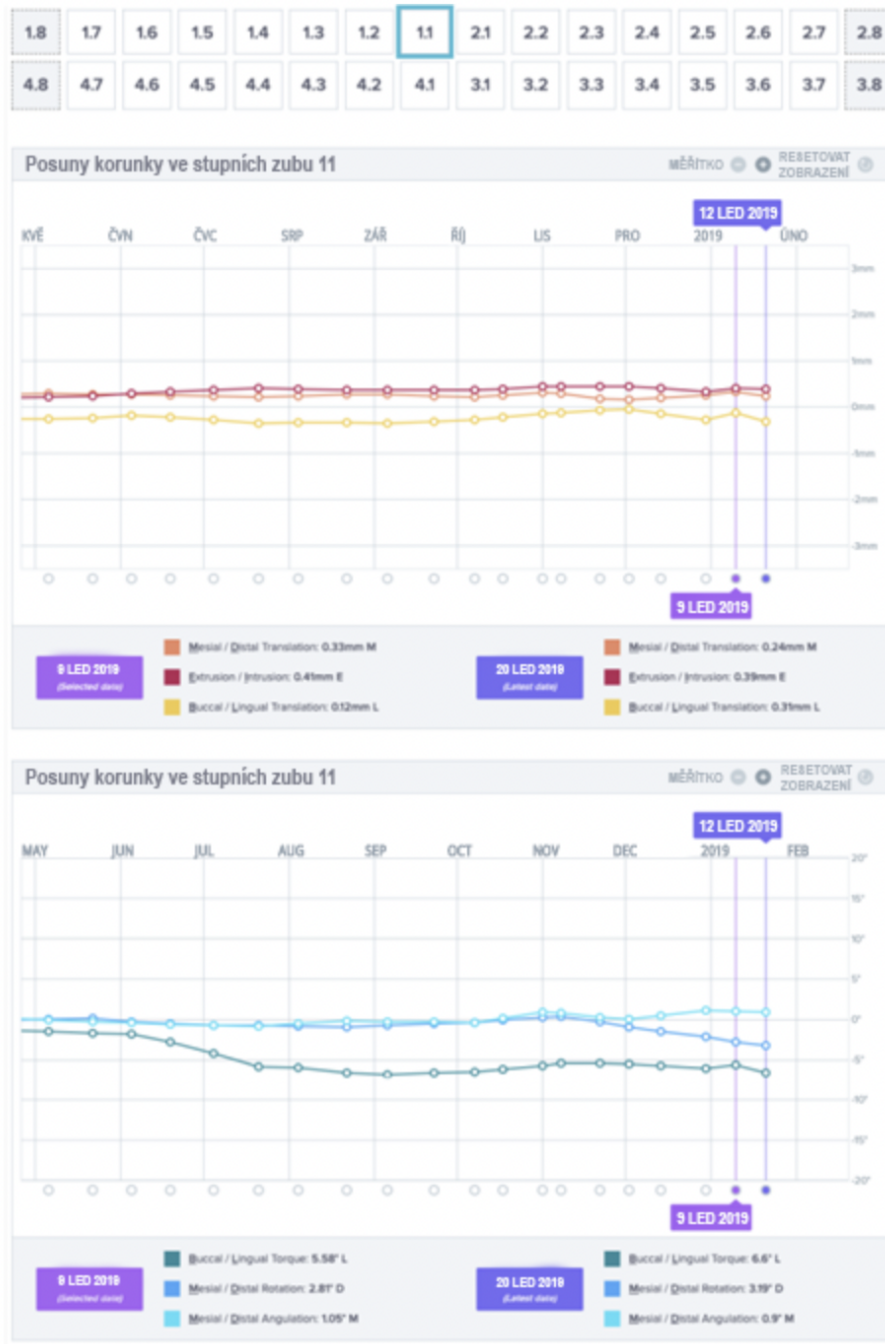 1.8 1.7 1.6 1.5 1.4 1.3 1.2 1.1 2.1 2.2 2.3 2.4 2.5 2.6 2.7 2.8
4.8 4.7 4.6 4.5 4.4 4.3 4.2 4.1 3.1 3.2 3.3 3.4 3.5 3.6 3.7 3.8
Posuny korunky ve stupních zubu 11
MĚŘÍTKO
RESETOVAT
ZOBRAZENÍ
12 LED 2019
KVĚ ČVN ČVC SRP ZÁŘ ŘÍJ LIS PRO 2019 ÚNO
3mm
2mm
1mm
0mm
-1mm
-2mm
-3mm
9 LED 2019
9 LED 2019
(Selected date)
Mesial / Distal Translation: 0.33mm M
Extrusion / Intrusion: 0.41mm E
Buccal / Lingual Translation: 0.12mm L
20 LED 2019
(Latest date)
Mesial / Distal Translation: 0.24mm M
Extrusion / Intrusion: 0.39mm E
Buccal / Lingual Translation: 0.31mm L
Posuny korunky ve stupních zubu 11
MĚŘÍTKO
RESETOVAT
ZOBRAZENÍ
12 LED 2019
MAY JUN JUL AUG SEP OCT NOV DEC 2019 FEB
20°
15°
10°
5°
0°
-5°
-10°
-15°
-20°
9 LED 2019
9 LED 2019
(Selected date)
Buccal / Lingual Torque: 5.58° L
Mesial / Distal Rotation: 2.81° D
Mesial / Distal Angulation: 1.05° M
20 LED 2019
(Latest date)
Buccal / Lingual Torque: 6.6° L
Mesial / Distal Rotation: 3.19° D
Mesial / Distal Angulation: 0.9° M